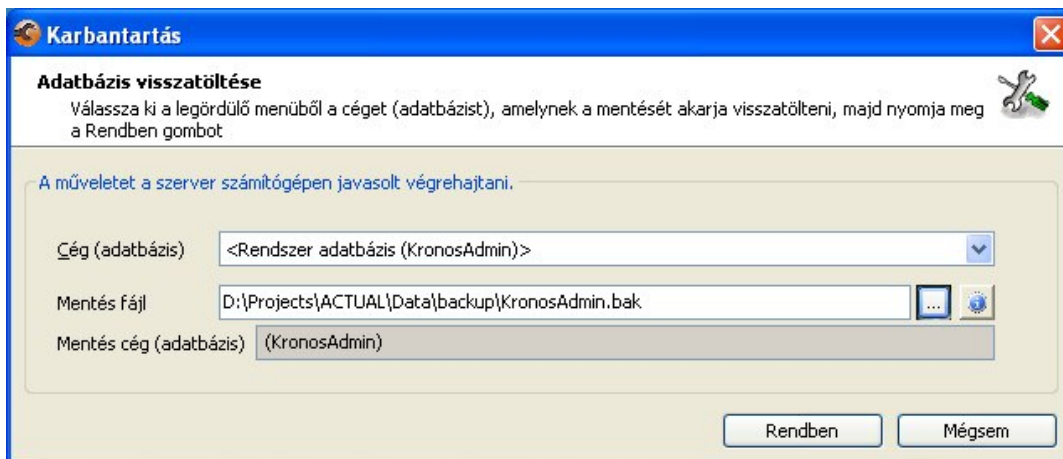 Karbantartás
Adatbázis visszatöltése
Válassza ki a legördülő menüből a céget (adatbázist), amelynek a mentését akarja visszatölteni, majd nyomja meg
a Rendben gombot
A műveletet a szerver számítógépen javasolt végrehajtani.
Cég (adatbázis) <Rendszer adatbázis (KronosAdmin)>
Mentés fájl D:\Projects\ACTUAL\Data\backup\KronosAdmin.bak ...
Mentés cég (adatbázis) (KronosAdmin)
Rendben Mégsem